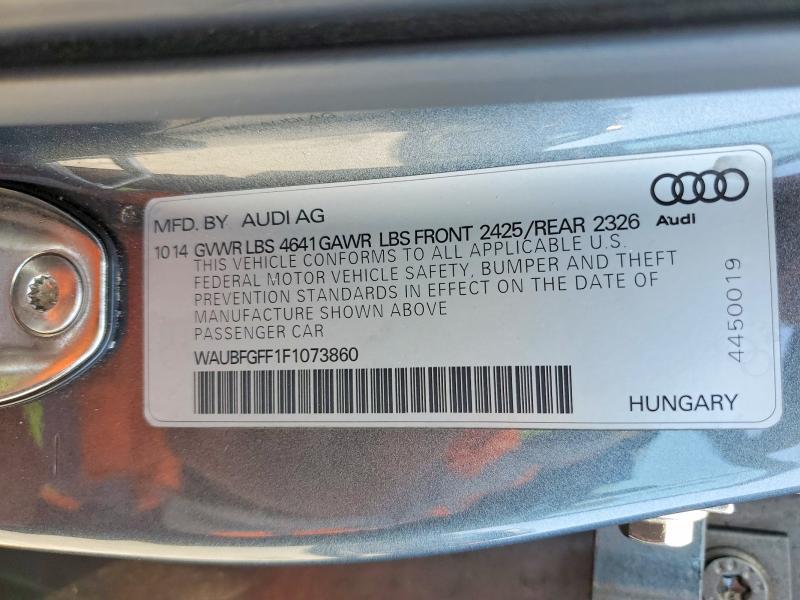 MFD. BY AUDI AG
Audi
10 14 GVWR LBS 4641 GAWR LBS FRONT 2425/REAR 2326
THIS VEHICLE CONFORMS TO ALL APPLICABLE U.S.
FEDERAL MOTOR VEHICLE SAFETY, BUMPER AND THEFT
PREVENTION STANDARDS IN EFFECT ON THE DATE OF
MANUFACTURE SHOWN ABOVE
PASSENGER CAR
WAUBFGFF1F1073860
HUNGARY
4450019